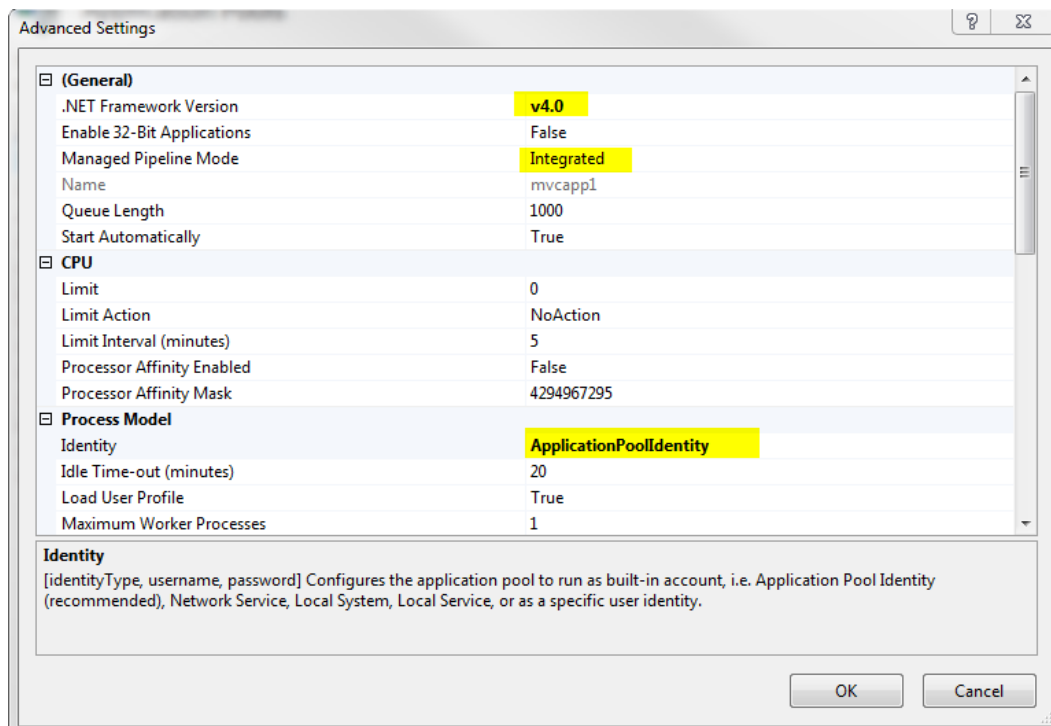 Advanced Settings
(General)
.NET Framework Version v4.0
Enable 32-Bit Applications False
Managed Pipeline Mode Integrated
Name mvcapp1
Queue Length 1000
Start Automatically True
CPU
Limit 0
Limit Action NoAction
Limit Interval (minutes) 5
Processor Affinity Enabled False
Processor Affinity Mask 4294967295
Process Model
Identity ApplicationPoolIdentity
Idle Time-out (minutes) 20
Load User Profile True
Maximum Worker Processes 1
Identity
[identityType, username, password] Configures the application pool to run as built-in account, i.e. Application Pool Identity
(recommended), Network Service, Local System, Local Service, or as a specific user identity.
OK Cancel